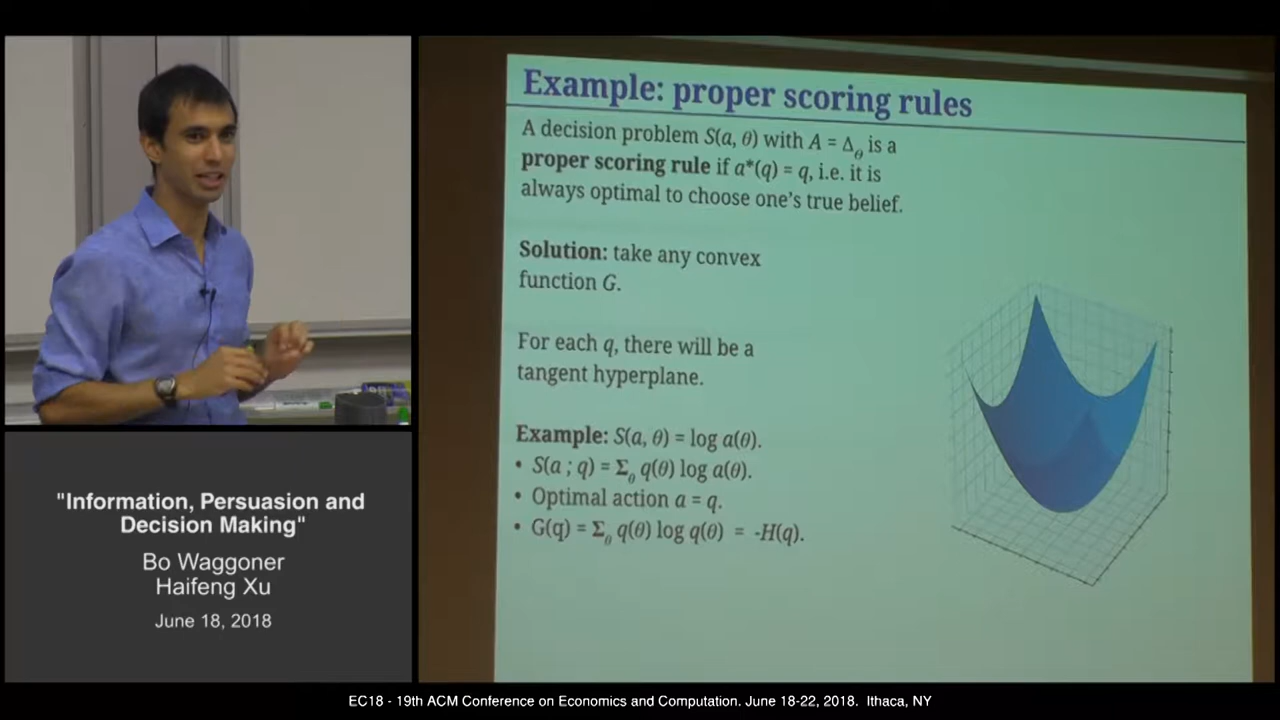 Example: proper scoring rules
A decision problem S(a, θ) with A = Δ_θ is a
proper scoring rule if a*(q) = q, i.e. it is
always optimal to choose one's true belief.
Solution: take any convex
function G.
For each q, there will be a
tangent hyperplane.
Example: S(a, θ) = log a(θ).
• S(a ; q) = Σ_θ q(θ) log a(θ).
• Optimal action a = q.
• G(q) = Σ_θ q(θ) log q(θ) = -H(q).
"Information, Persuasion and
Decision Making"
Bo Waggoner
Haifeng Xu
June 18, 2018
EC18 - 19th ACM Conference on Economics and Computation. June 18-22, 2018. Ithaca, NY